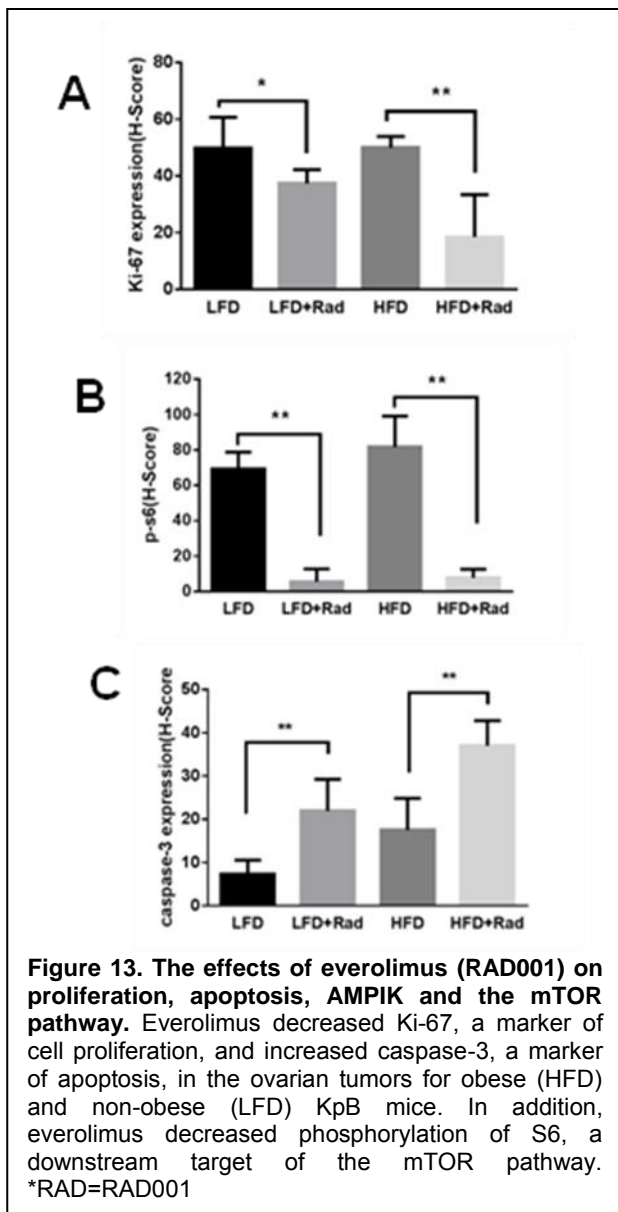 A
Ki-67 expression(H-Score)
80
60
40
20
0
*
**
LFD LFD+Rad HFD HFD+Rad
B
p-s6(H-Score)
120
100
80
60
40
20
0
**
**
LFD LFD+Rad HFD HFD+Rad
C
caspase-3 expression(H-Score
50
40
30
20
10
0
**
**
LFD LFD+Rad HFD HFD+Rad
Figure 13. The effects of everolimus (RAD001) on
proliferation, apoptosis, AMPIK and the mTOR
pathway. Everolimus decreased Ki-67, a marker of
cell proliferation, and increased caspase-3, a marker
of apoptosis, in the ovarian tumors for obese (HFD)
and non-obese (LFD) KpB mice. In addition,
everolimus decreased phosphorylation of S6, a
downstream target of the mTOR pathway.
*RAD=RAD001